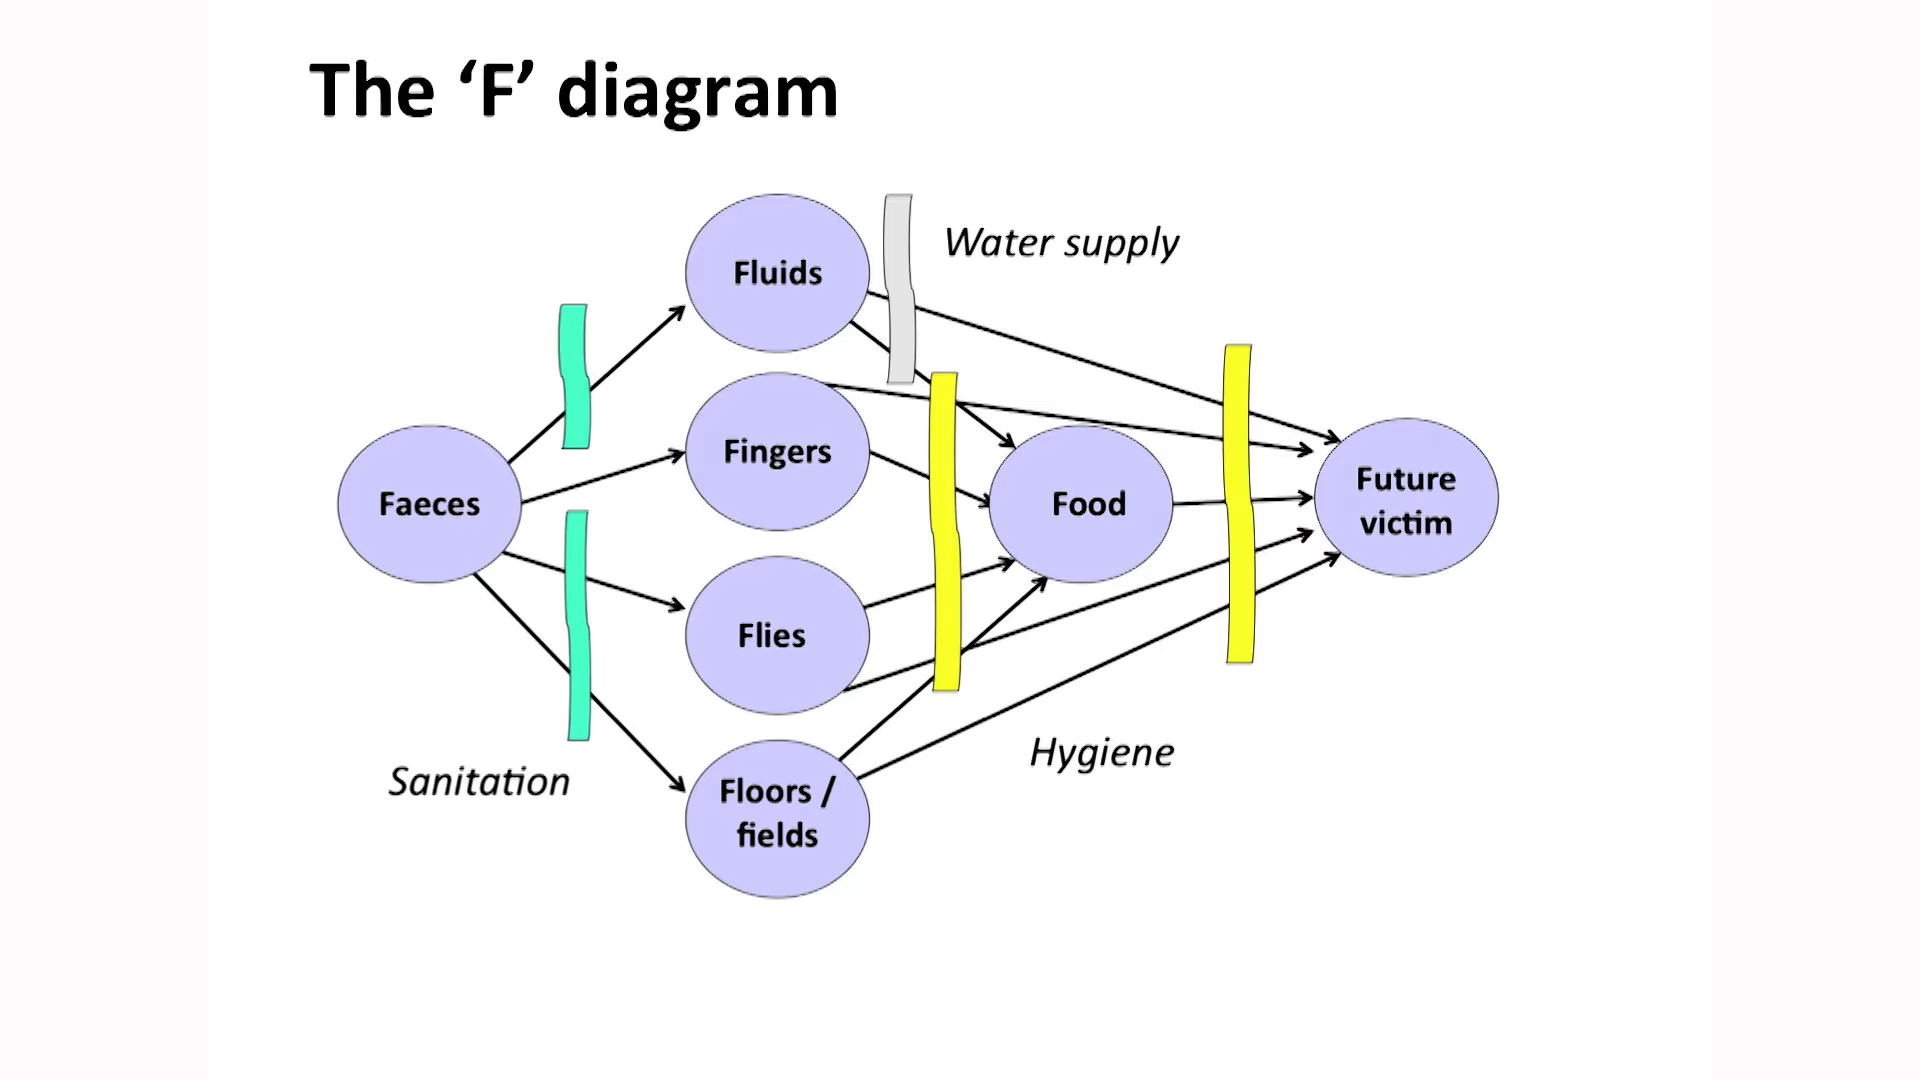 The ‘F’ diagram
Fluids
Water supply
Fingers
Faeces
Food
Future
victim
Flies
Sanitation
Hygiene
Floors /
fields